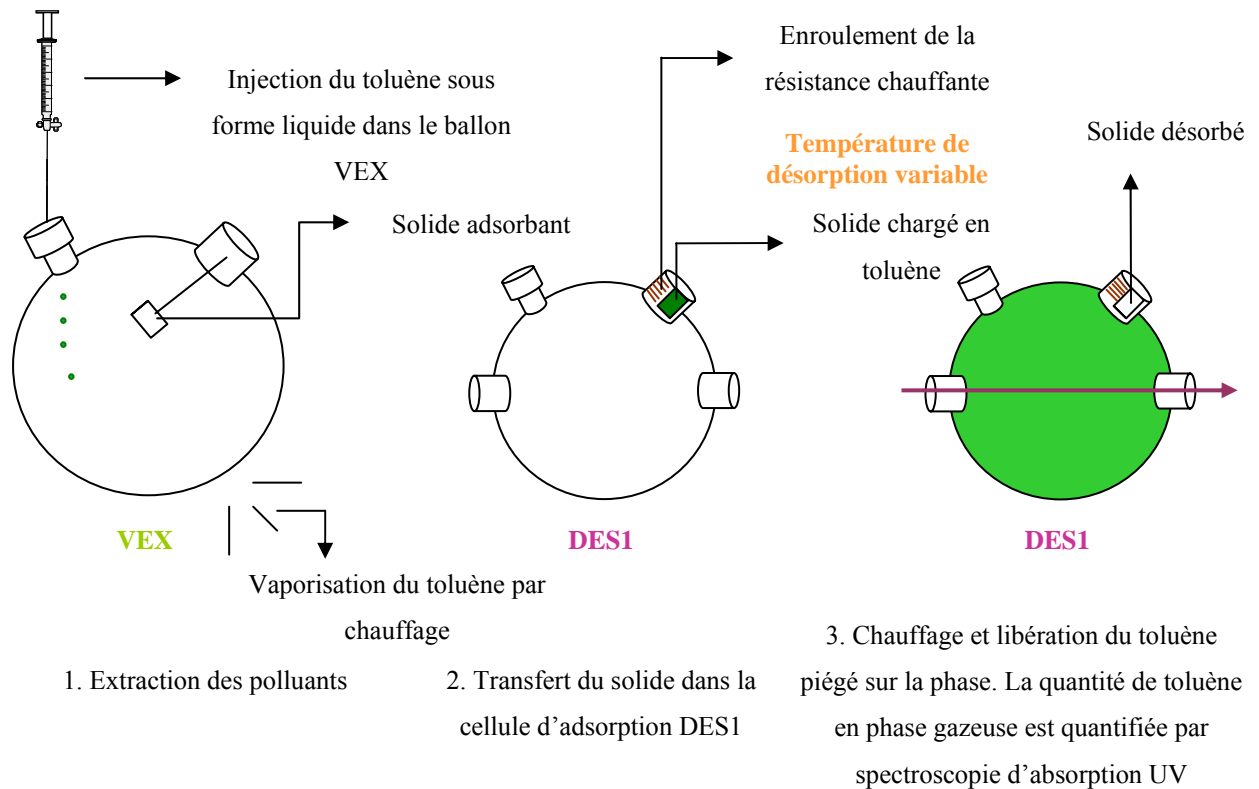 Injection du toluène sous
forme liquide dans le ballon
VEX
Solide adsorbant
VEX
Vaporisation du toluène par
chauffage
1. Extraction des polluants
Enroulement de la
résistance chauffante
Température de
désorption variable
Solide chargé en
toluène
DES1
2. Transfert du solide dans la
cellule d’adsorption DES1
Solide désorbé
DES1
3. Chauffage et libération du toluène
piégé sur la phase. La quantité de toluène
en phase gazeuse est quantifiée par
spectroscopie d’absorption UV